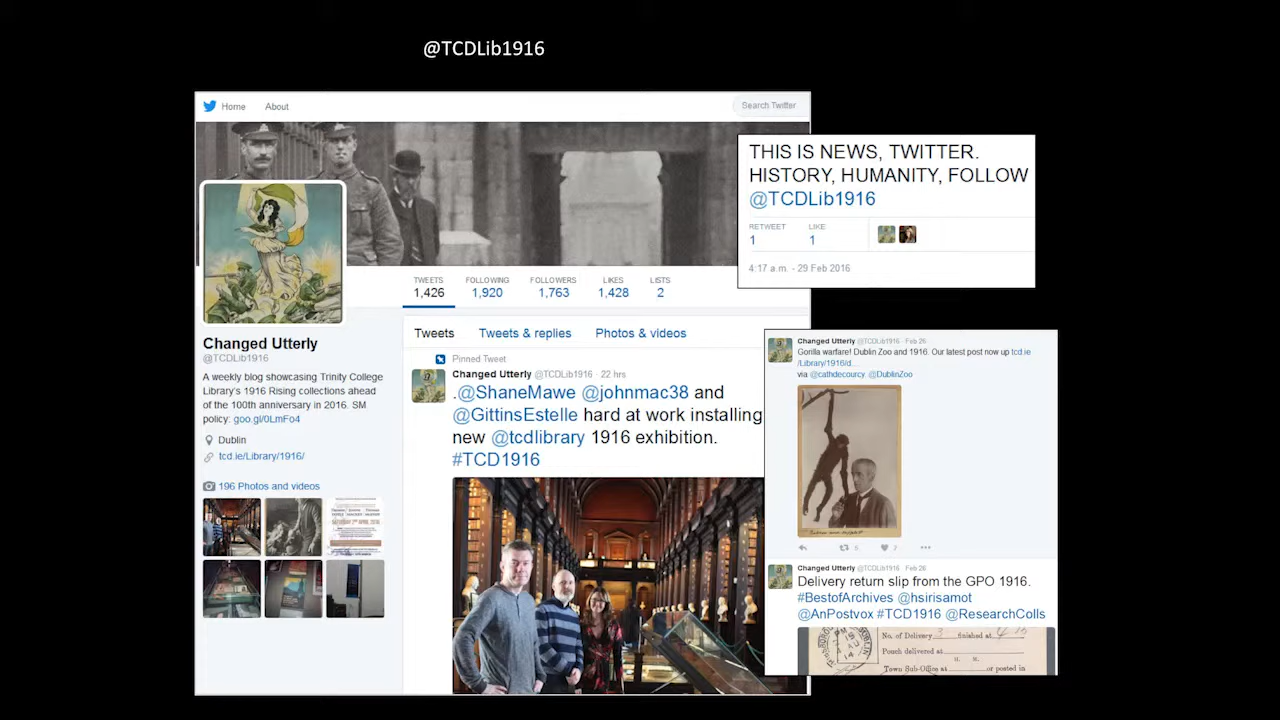 @TCDLib1916
Home About Search Twitter
TWEETS FOLLOWING FOLLOWERS LIKES LISTS
1,426 1,920 1,763 1,428 2
Changed Utterly
@TCDLib1916
A weekly blog showcasing Trinity College
Library's 1916 Rising collections ahead
of the 100th anniversary in 2016. SM
policy: goo.gl/0LmFo4
Dublin
tcd.ie/Library/1916/
196 Photos and videos
SATURDAY 2ND APRIL 2016
Tweets Tweets & replies Photos & videos
Pinned Tweet
Changed Utterly @TCDLib1916 · 22 hrs
.@ShaneMawe @johnmac38 and
@GittinsEstelle hard at work installing
new @tcdlibrary 1916 exhibition.
#TCD1916
THIS IS NEWS, TWITTER.
HISTORY, HUMANITY, FOLLOW
@TCDLib1916
RETWEET LIKE
1 1
4:17 a.m. - 29 Feb 2016
Changed Utterly @TCDLib1916 · Feb 26
Gorilla warfare! Dublin Zoo and 1916. Our latest post now up tcd.ie
/Library/1916/d…
via @cathdecourcy @DublinZoo
6 7
Changed Utterly @TCDLib1916 · Feb 26
Delivery return slip from the GPO 1916.
#BestofArchives @hsirisamot
@AnPostvox #TCD1916 @ResearchColls
No. of Delivery 3 finished at
Pouch delivered at
H. M.
Town Sub-Office at or posted in